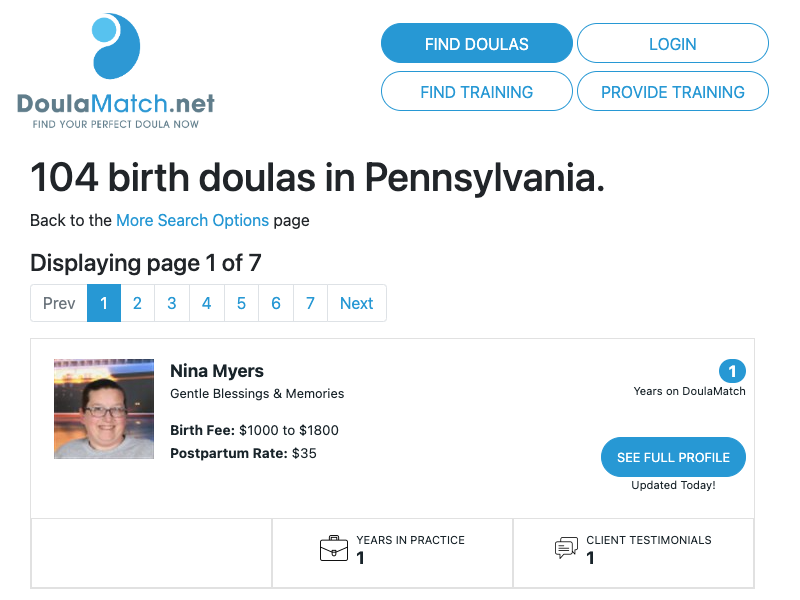 DoulaMatch.net
FIND YOUR PERFECT DOULA NOW
FIND DOULAS
LOGIN
FIND TRAINING
PROVIDE TRAINING
104 birth doulas in Pennsylvania.
Back to the More Search Options page
Displaying page 1 of 7
Prev 1 2 3 4 5 6 7 Next
Nina Myers
Gentle Blessings & Memories
Birth Fee: $1000 to $1800
Postpartum Rate: $35
1
Years on DoulaMatch
SEE FULL PROFILE
Updated Today!
YEARS IN PRACTICE
1
CLIENT TESTIMONIALS
1